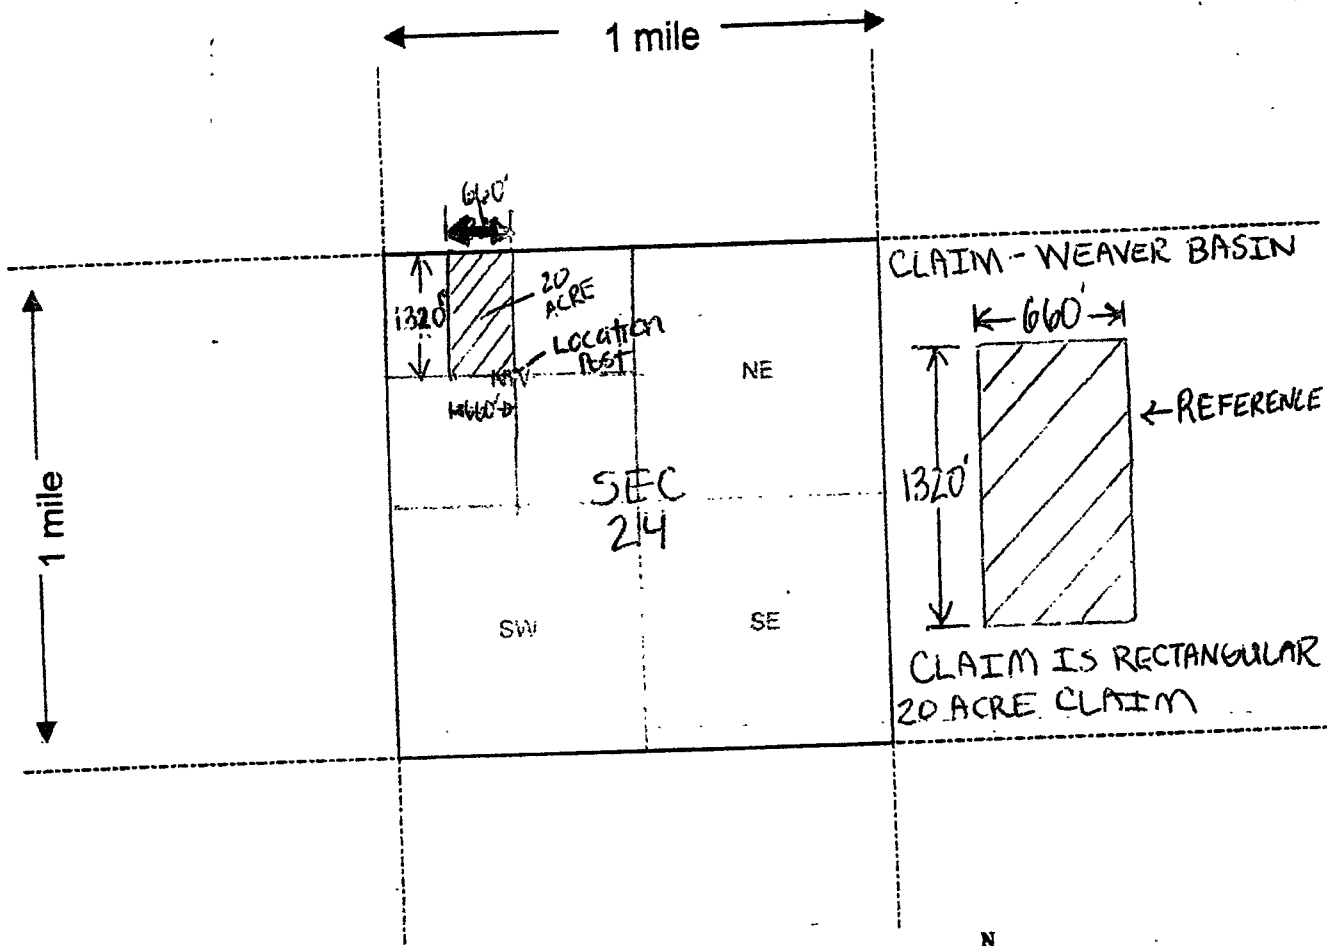 1 mile
660'
CLAIM - WEAVER BASIN
1320'
20
ACRE
LOCATION
POST
660'
NE
SEC
24
SW
SE
1 mile
660'
REFERENCE
1320'
CLAIM IS RECTANGULAR
20 ACRE CLAIM
N